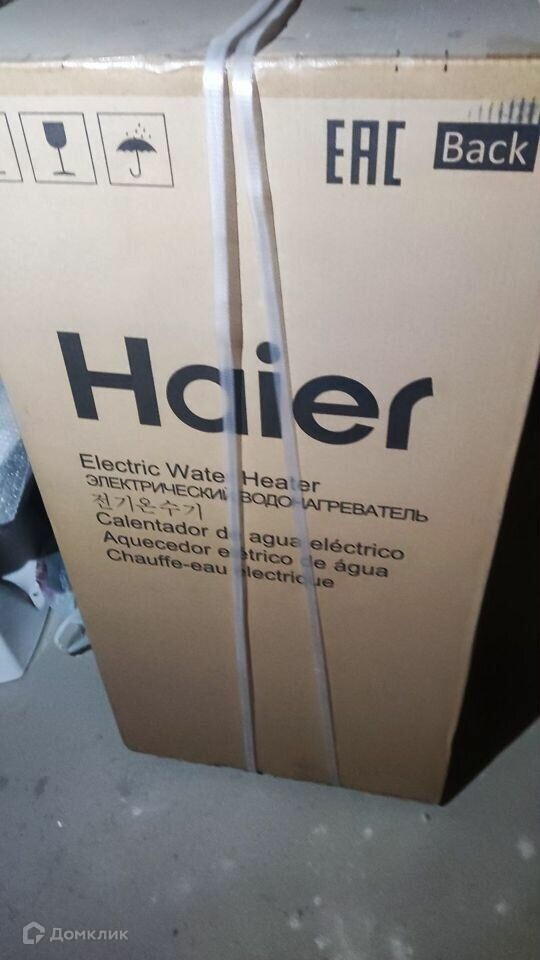 EAC Back
Haier
Electric Water Heater
ЭЛЕКТРИЧЕСКИЙ ВОДОНАГРЕВАТЕЛЬ
전기온수기
Calentador de agua eléctrico
Aquecedor elétrico de água
Chauffe-eau électrique
Домклик